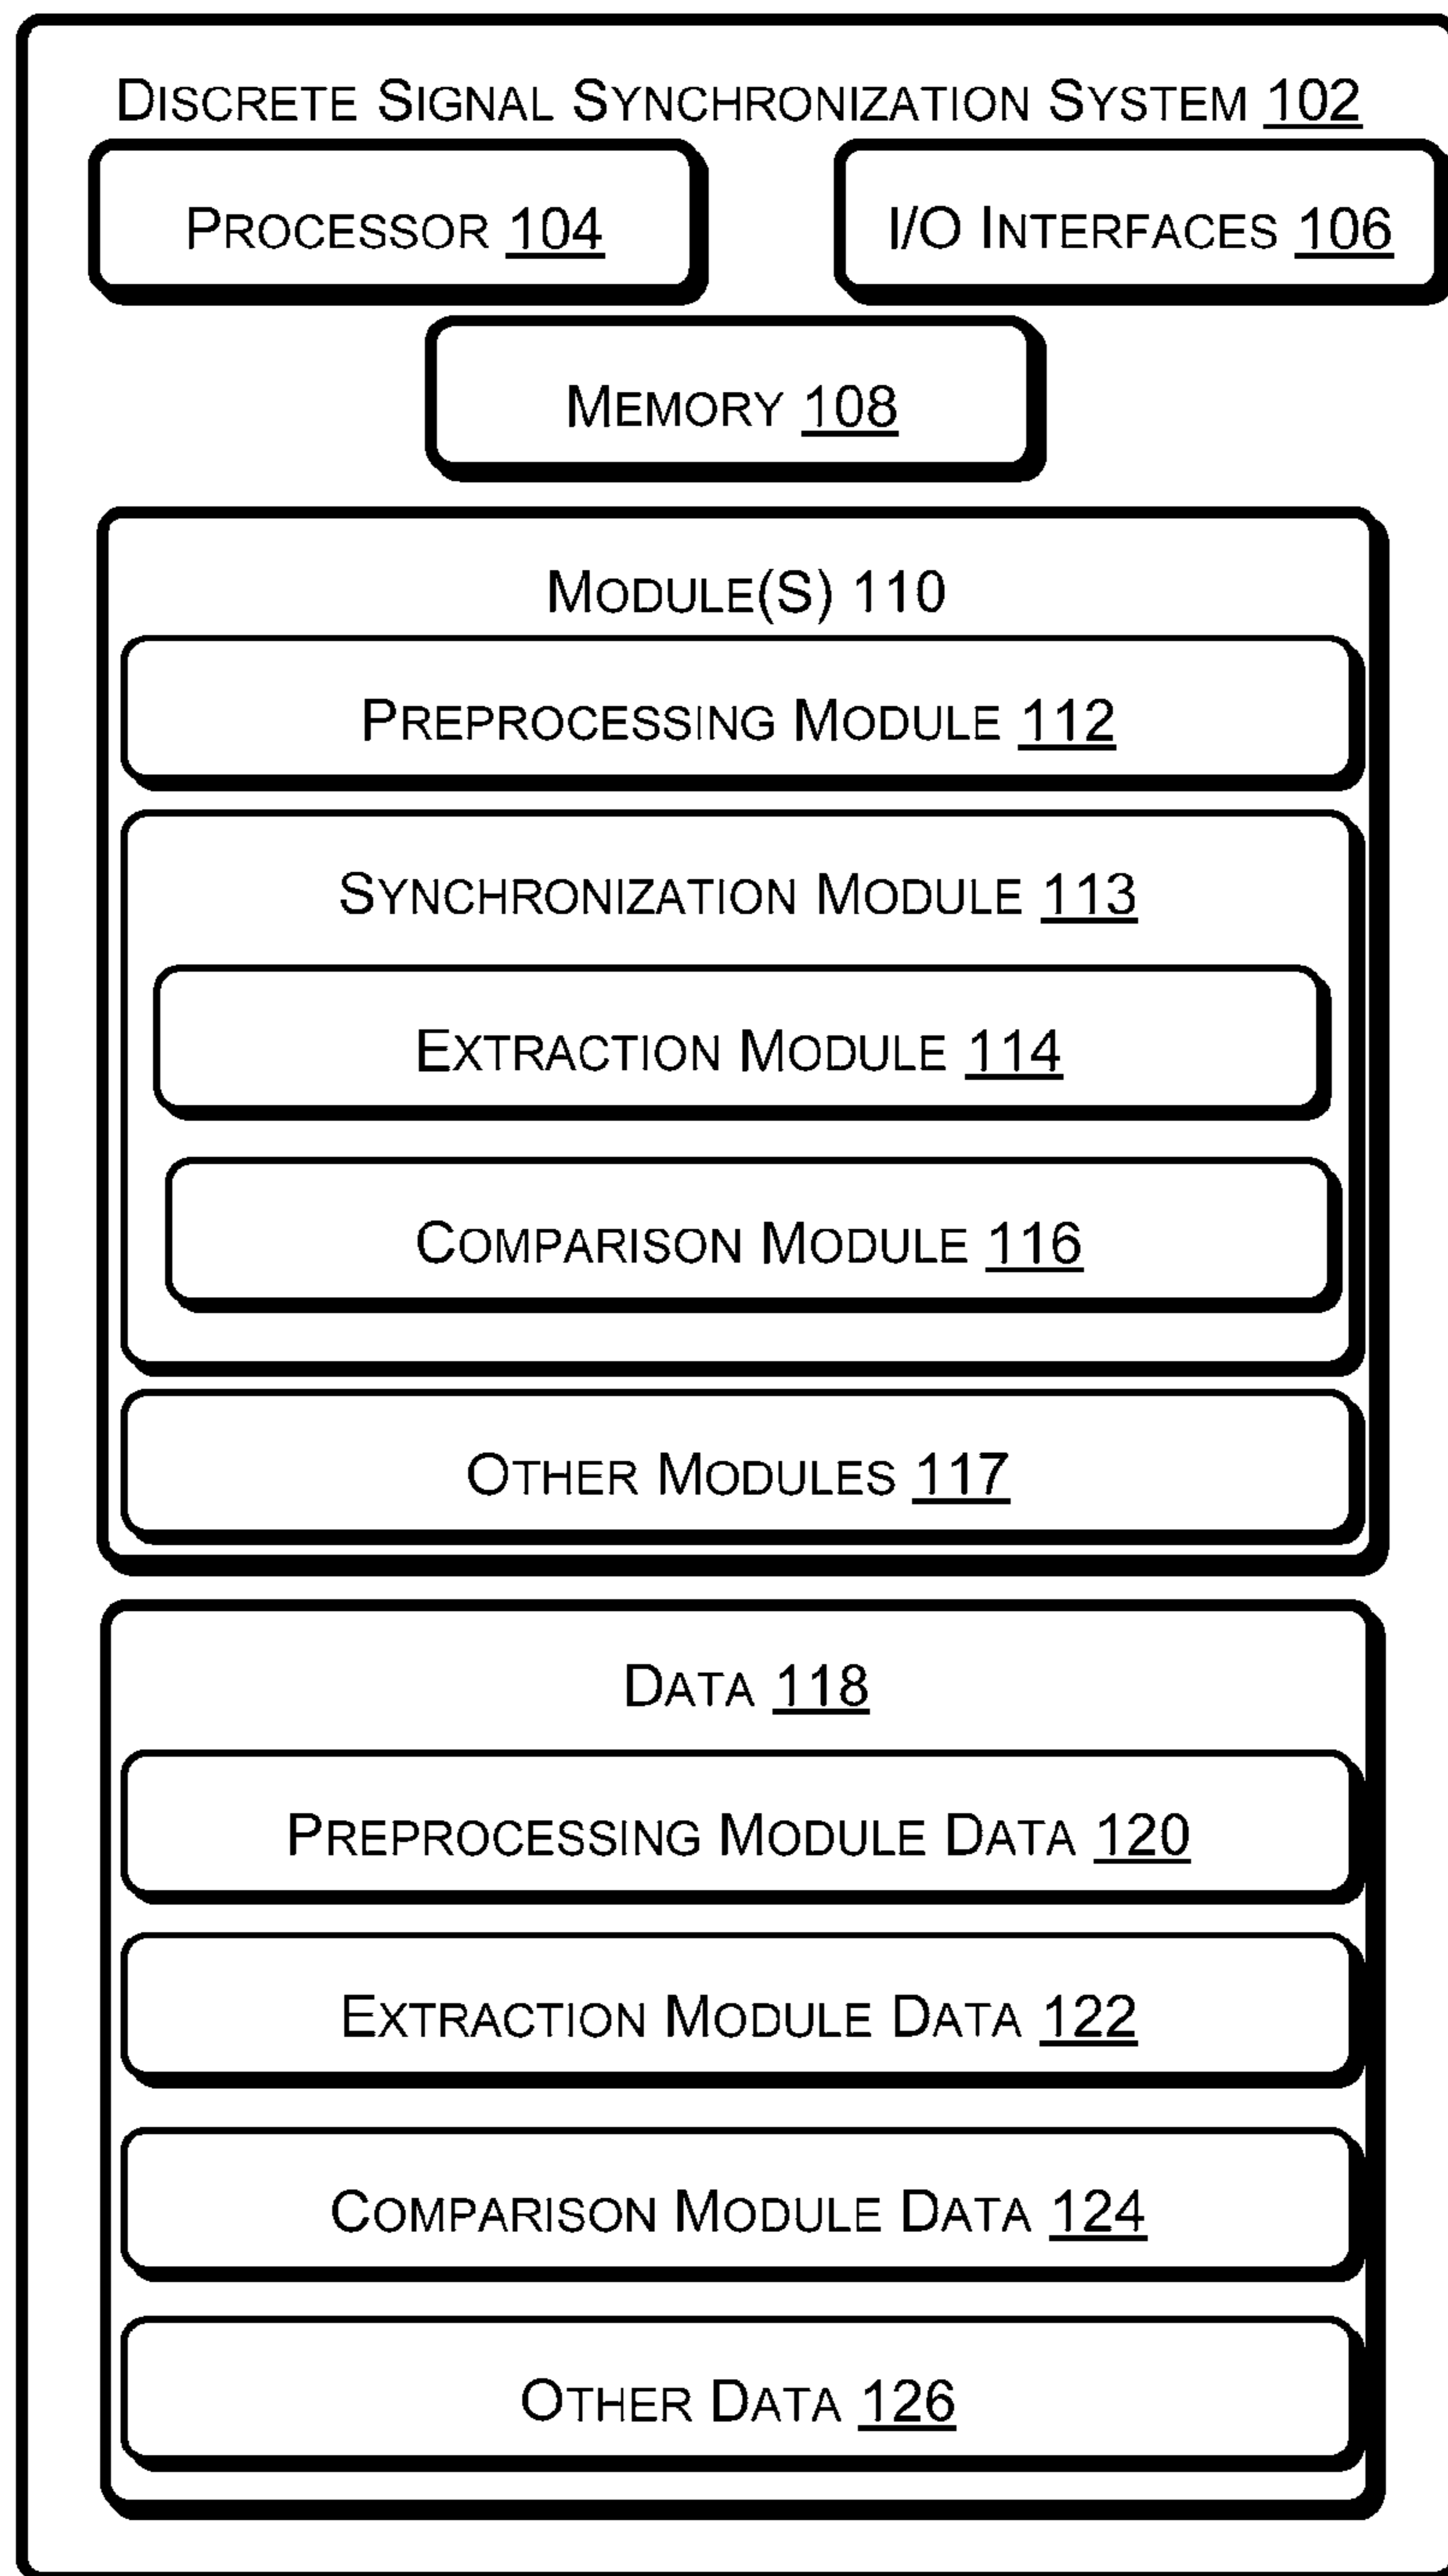 Discrete Signal Synchronization System 102
Processor 104
I/O Interfaces 106
Memory 108
Module(s) 110
Preprocessing Module 112
Synchronization Module 113
Extraction Module 114
Comparison Module 116
Other Modules 117
Data 118
Preprocessing Module Data 120
Extraction Module Data 122
Comparison Module Data 124
Other Data 126